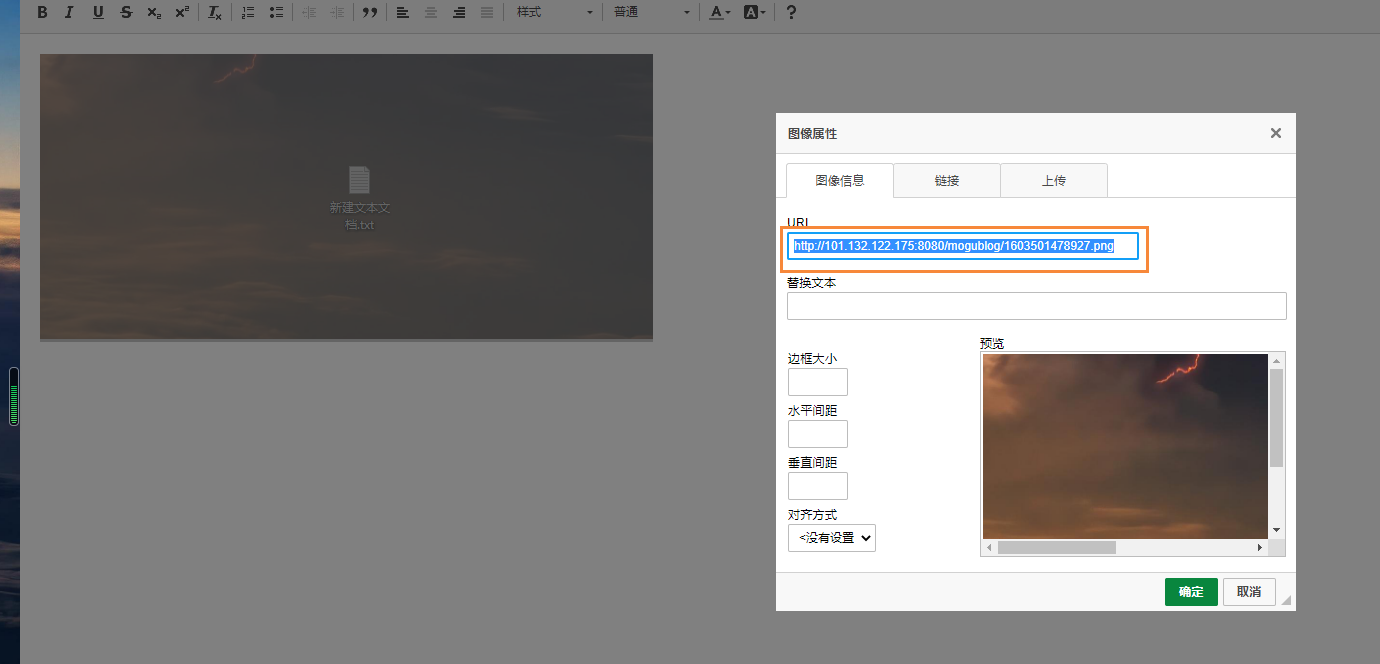 B I U S x₂ x² Iₓ 样式 普通 A A ?
新建文本文
档.txt
图像属性
图像信息 链接 上传
URL
http://101.132.122.175:8080/mogublog/1603501478927.png
替换文本
预览
边框大小
水平间距
垂直间距
对齐方式
<没有设置
确定 取消